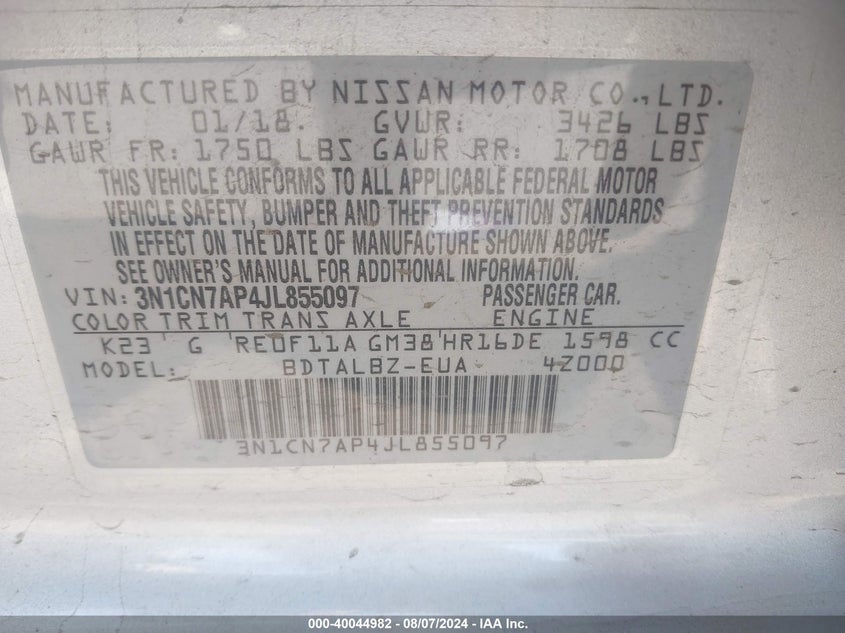 MANUFACTURED BY NISSAN MOTOR CO., LTD.
DATE: 01/18. GVWR: 3426 LBS
GAWR FR: 1750 LBS GAWR RR: 1708 LBS
THIS VEHICLE CONFORMS TO ALL APPLICABLE FEDERAL MOTOR
VEHICLE SAFETY, BUMPER AND THEFT PREVENTION STANDARDS
IN EFFECT ON THE DATE OF MANUFACTURE SHOWN ABOVE.
SEE OWNER'S MANUAL FOR ADDITIONAL INFORMATION.
VIN: 3N1CN7AP4JL855097 PASSENGER CAR.
COLOR TRIM TRANS AXLE ENGINE
K23 G RE0F11A GM38 HR16DE 1598 CC
MODEL: BDTALBZ-EUA 4Z000
3N1CN7AP4JL855097
000-40044982 - 08/07/2024 - IAA Inc.